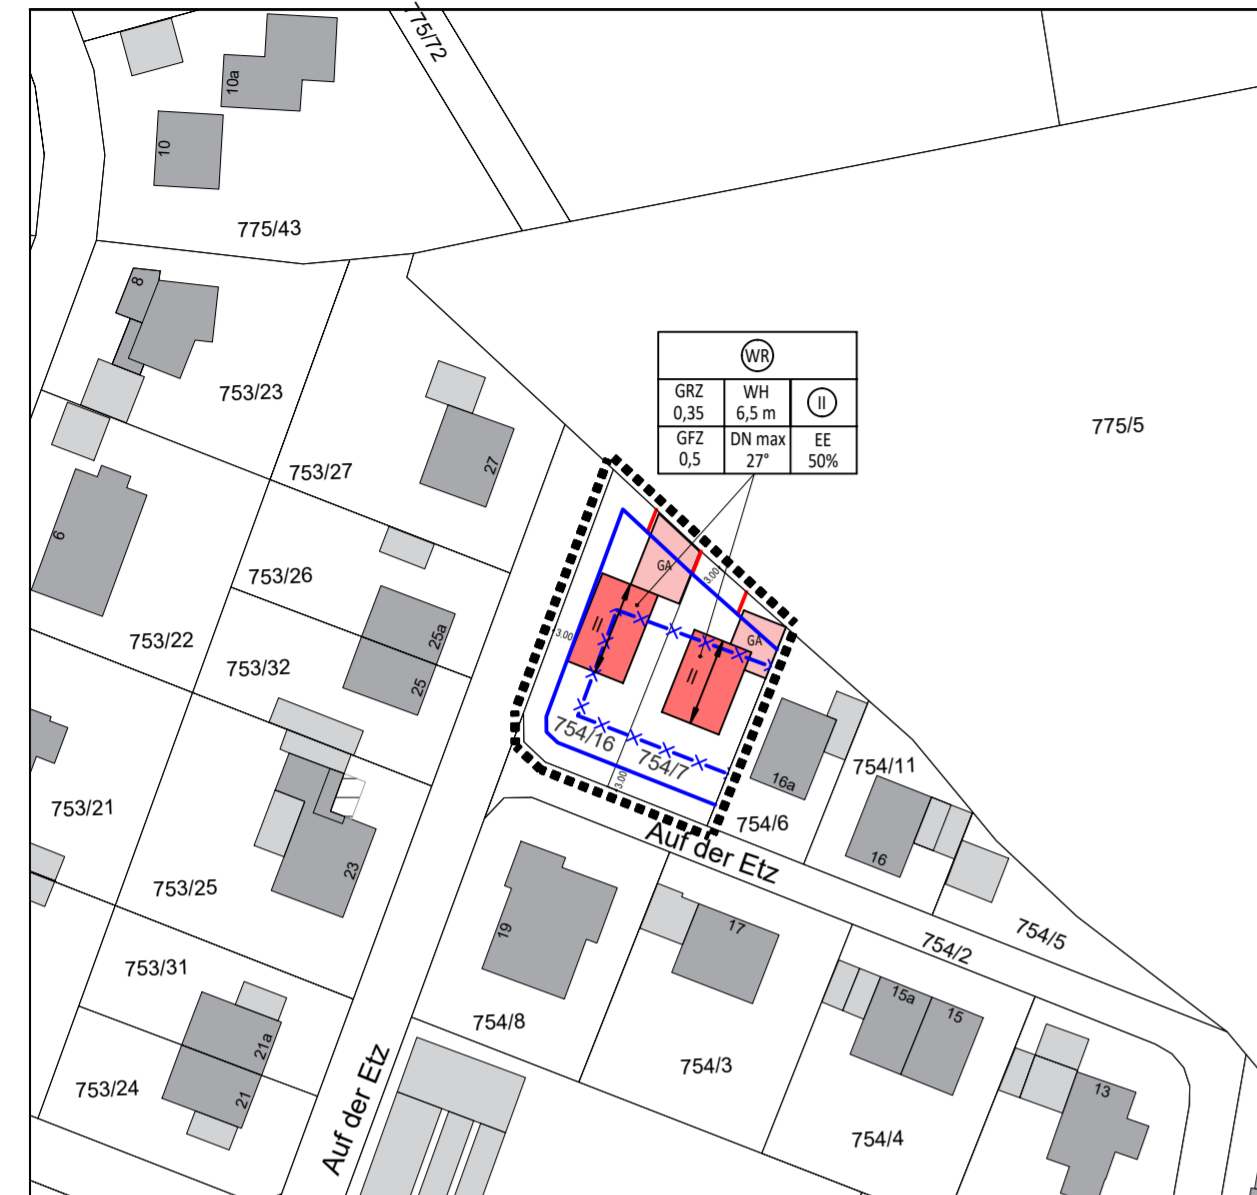 775/72
10a
10
775/43
8
753/23
WR
GRZ WH II
0,35 6,5 m
GFZ DN max EE
0,5 27° 50%
775/5
27
753/27
6
GA
3.00
753/26
25a
II
3.00
GA
753/22
753/32
25
II
754/16
754/7
3.00
16a
754/11
753/21
754/6
Auf der Etz
16
23
753/25
19
17
754/5
754/2
753/31
15a
15
754/8
21a
754/3
753/24
21
13
Auf der Etz
754/4